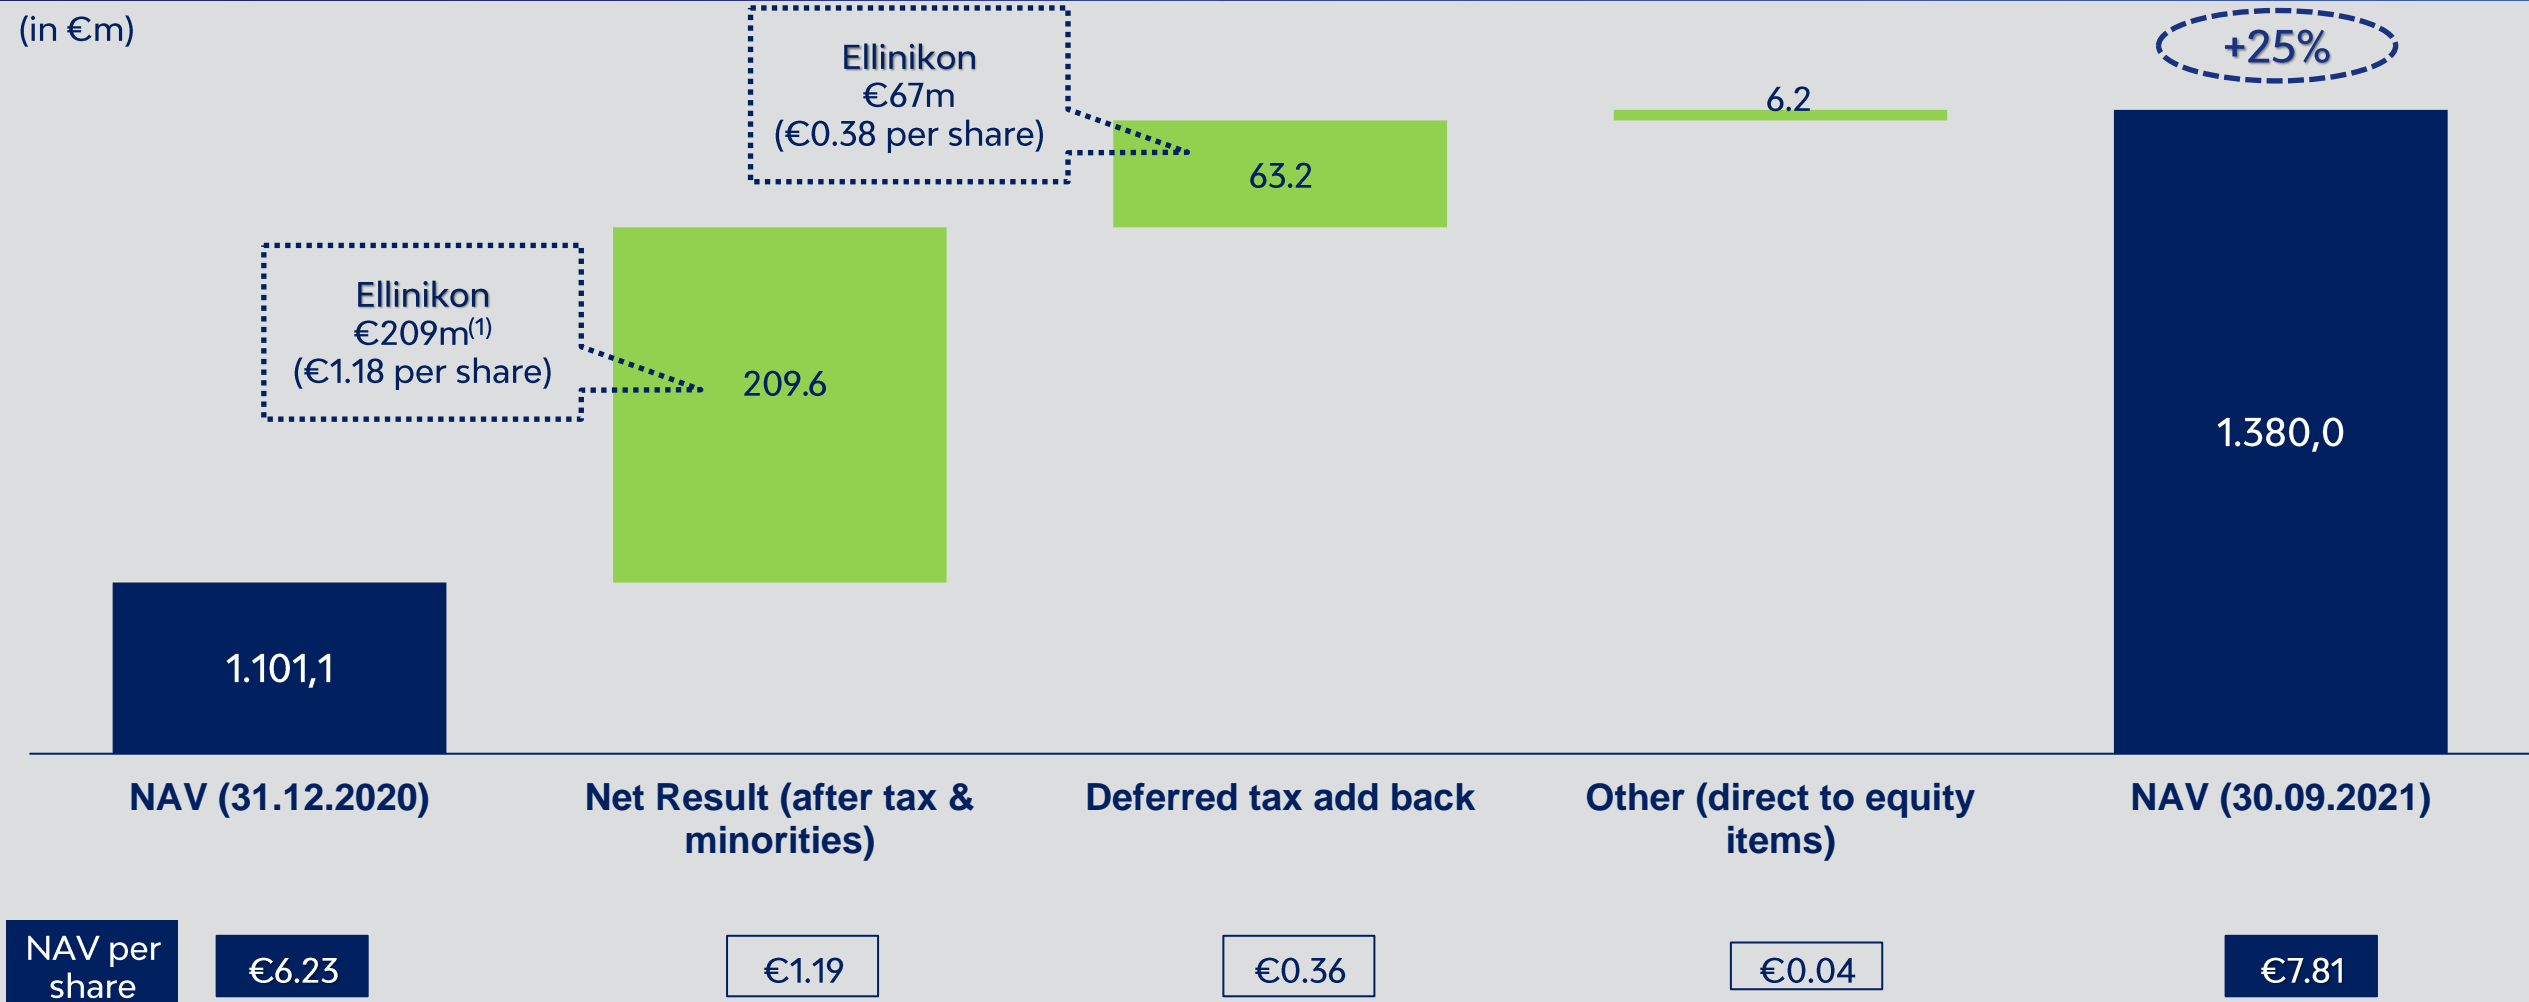 (in €m)
Ellinikon
€67m
(€0.38 per share)
+25%
6.2
63.2
Ellinikon
€209m(1)
(€1.18 per share)
209.6
1.380,0
1.101,1
NAV (31.12.2020)
Net Result (after tax &
minorities)
Deferred tax add back
Other (direct to equity
items)
NAV (30.09.2021)
NAV per
share
€6.23
€1.19
€0.36
€0.04
€7.81